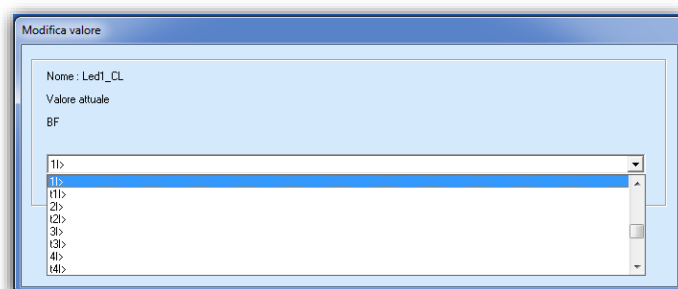 Modifica valore
Nome : Led1_CL
Valore attuale
BF
1I>
1I>
t1I>
2I>
t2I>
3I>
t3I>
4I>
t4I>